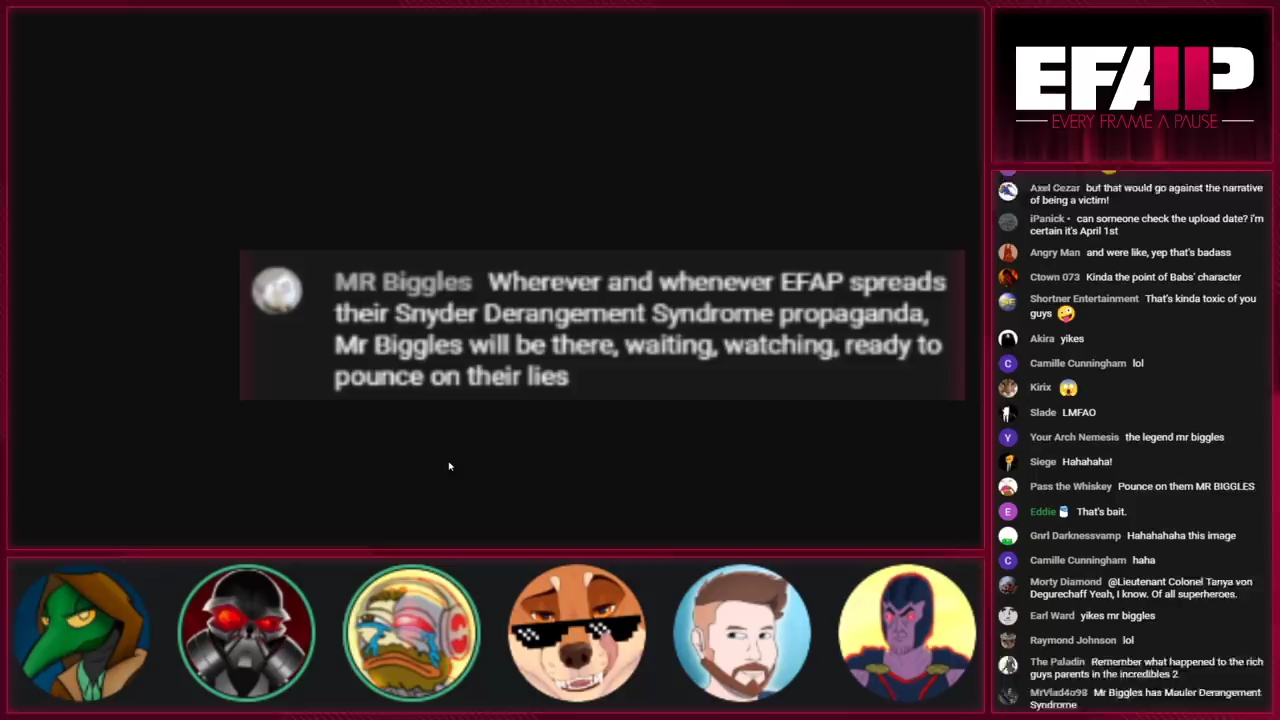 MR Biggles Wherever and whenever EFAP spreads
their Snyder Derangement Syndrome propaganda,
Mr Biggles will be there, waiting, watching, ready to
pounce on their lies
EFAP
EVERY FRAME A PAUSE
Axel Cezar but that would go against the narrative
of being a victim!
iPanick • can someone check the upload date? i'm
certain it's April 1st
Angry Man and were like, yep that's badass
Ctown 073 Kinda the point of Babs' character
Shortner Entertainment That's kinda toxic of you
guys 🤪
Akira yikes
C
Camille Cunningham lol
Kirix 😱
Slade LMFAO
Y
Your Arch Nemesis the legend mr biggles
Siege Hahahaha!
Pass the Whiskey Pounce on them MR BIGGLES
E
Eddie That's bait.
Gnrl Darknessvamp Hahahahaha this image
C
Camille Cunningham haha
Morty Diamond @Lieutenant Colonel Tanya von
Degurechaff Yeah, I know. Of all superheroes.
Earl Ward yikes mr biggles
Raymond Johnson lol
The Paladin Remember what happened to the rich
guys parents in the incredibles 2
MrVlad4o98 Mr Biggles has Mauler Derangement
Syndrome